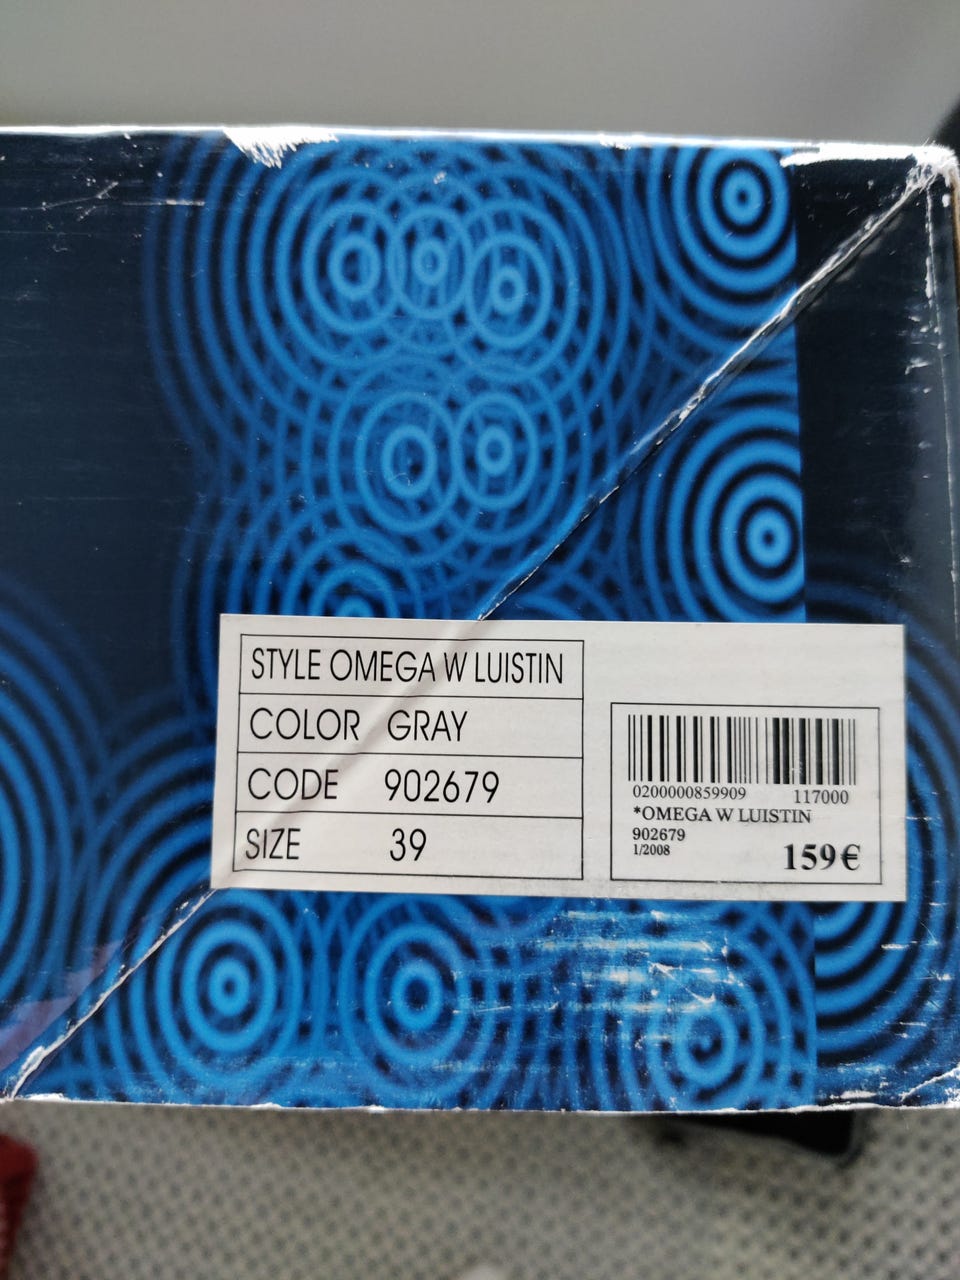 STYLE OMEGA W LUISTIN
COLOR GRAY
CODE 902679
SIZE 39
0200000859909 117000
*OMEGA W LUISTIN
902679
1/2008
159€